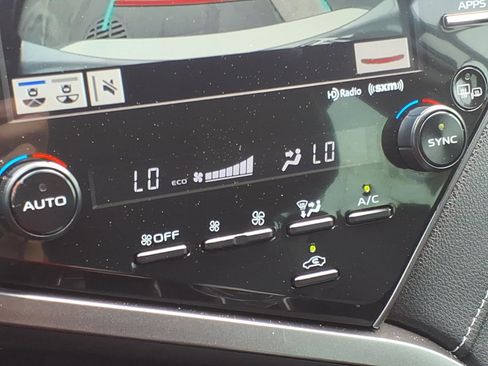 APPS
HD Radio
((SXM))
LO
ECO
LO
SYNC
AUTO
OFF
A/C